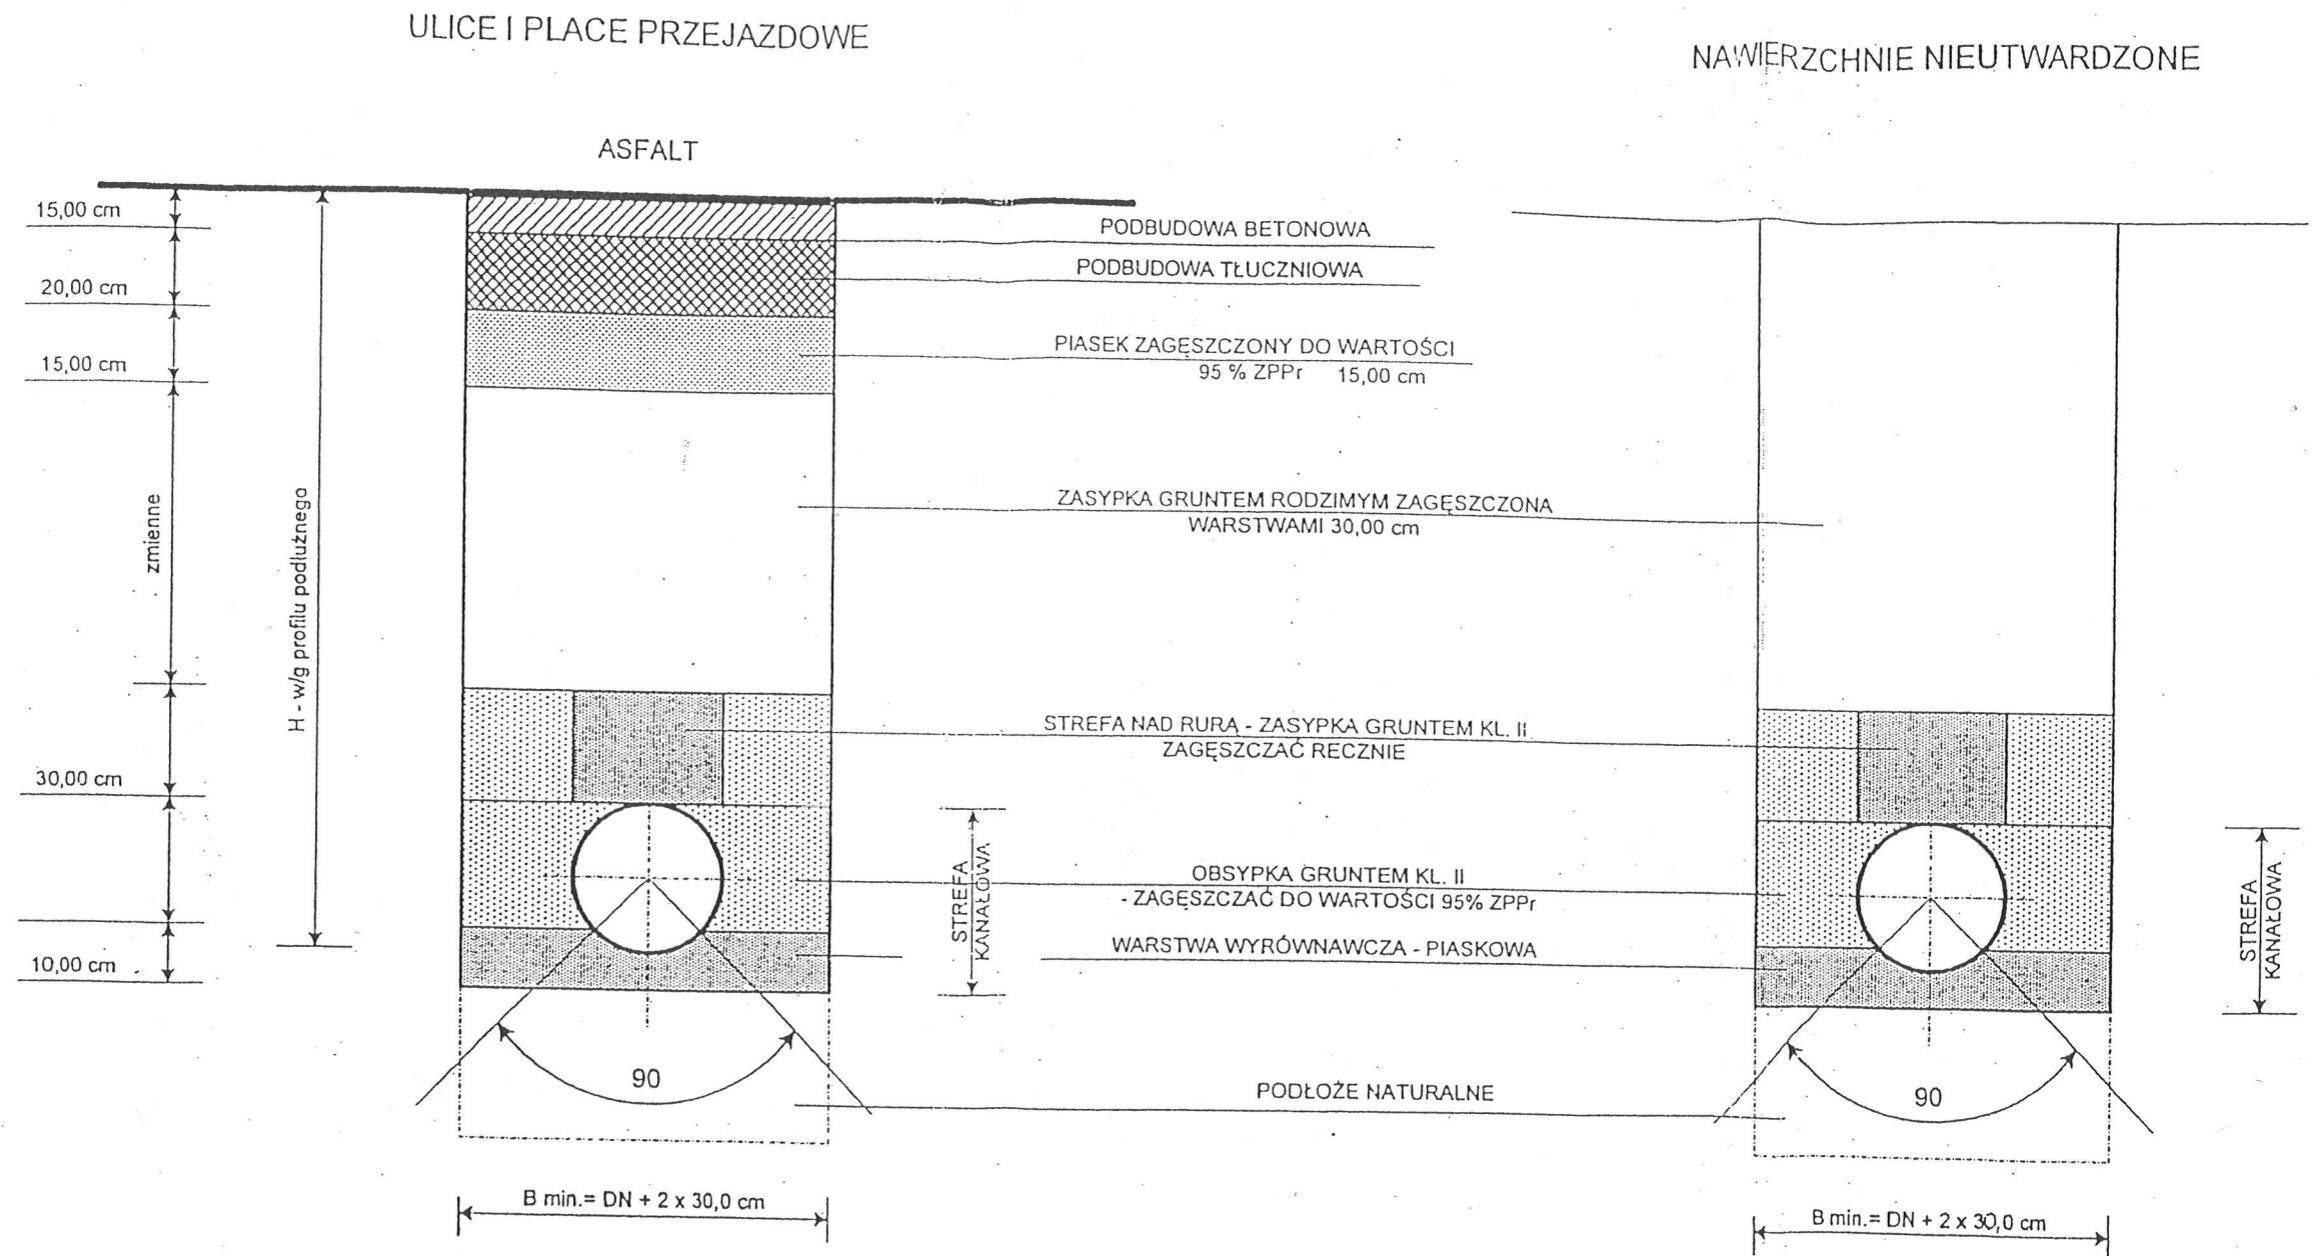 ULICE I PLACE PRZEJAZDOWE
NAWIERZCHNIE NIEUTWARDZONE
ASFALT
15,00 cm
20,00 cm
15,00 cm
zmienne
H - w/g profilu podłużnego
30,00 cm
10,00 cm
PODBUDOWA BETONOWA
PODBUDOWA TŁUCZNIOWA
PIASEK ZAGĘSZCZONY DO WARTOŚCI
95 % ZPPr 15,00 cm
ZASYPKA GRUNTEM RODZIMYM ZAGĘSZCZONA
WARSTWAMI 30,00 cm
STREFA NAD RURĄ - ZASYPKA GRUNTEM KL. II
ZAGĘSZCZAĆ RECZNIE
STREFA
KANAŁOWA
OBSYPKA GRUNTEM KL. II
- ZAGĘSZCZAĆ DO WARTOŚCI 95% ZPPr
WARSTWA WYRÓWNAWCZA - PIASKOWA
STREFA
KANAŁOWA
90
PODŁOŻE NATURALNE
90
B min.= DN + 2 x 30,0 cm
B min.= DN + 2 x 30,0 cm